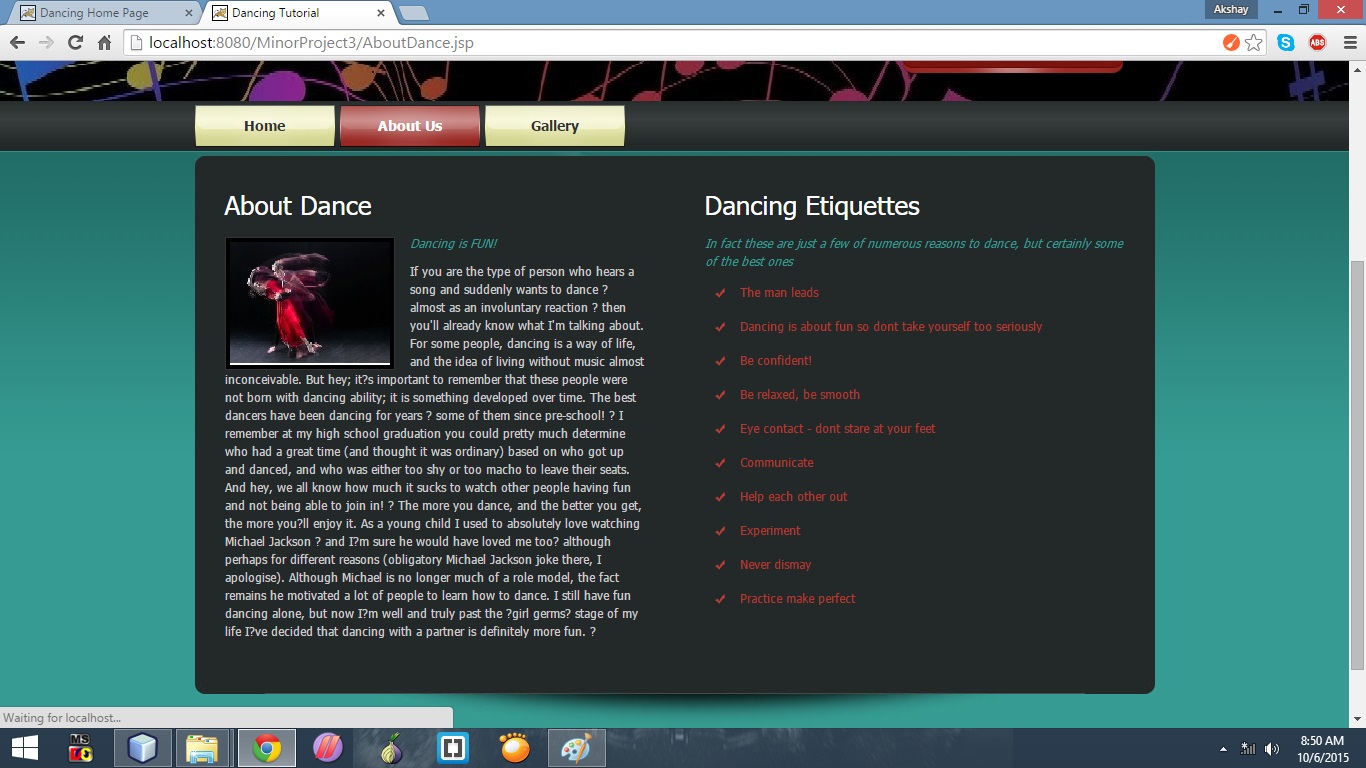 Dancing Home Page
Dancing Tutorial
Akshay
localhost:8080/MinorProject3/AboutDance.jsp
ABS
Home
About Us
Gallery
About Dance
Dancing is FUN!
If you are the type of person who hears a
song and suddenly wants to dance ?
almost as an involuntary reaction ? then
you'll already know what I'm talking about.
For some people, dancing is a way of life,
and the idea of living without music almost
inconceivable. But hey; it?s important to remember that these people were
not born with dancing ability; it is something developed over time. The best
dancers have been dancing for years ? some of them since pre-school! ? I
remember at my high school graduation you could pretty much determine
who had a great time (and thought it was ordinary) based on who got up
and danced, and who was either too shy or too macho to leave their seats.
And hey, we all know how much it sucks to watch other people having fun
and not being able to join in! ? The more you dance, and the better you get,
the more you?ll enjoy it. As a young child I used to absolutely love watching
Michael Jackson ? and I?m sure he would have loved me too? although
perhaps for different reasons (obligatory Michael Jackson joke there, I
apologise). Although Michael is no longer much of a role model, the fact
remains he motivated a lot of people to learn how to dance. I still have fun
dancing alone, but now I?m well and truly past the ?girl germs? stage of my
life I?ve decided that dancing with a partner is definitely more fun. ?
Dancing Etiquettes
In fact these are just a few of numerous reasons to dance, but certainly some
of the best ones
The man leads
Dancing is about fun so dont take yourself too seriously
Be confident!
Be relaxed, be smooth
Eye contact - dont stare at your feet
Communicate
Help each other out
Experiment
Never dismay
Practice make perfect
Waiting for localhost...
MS
8:50 AM
10/6/2015